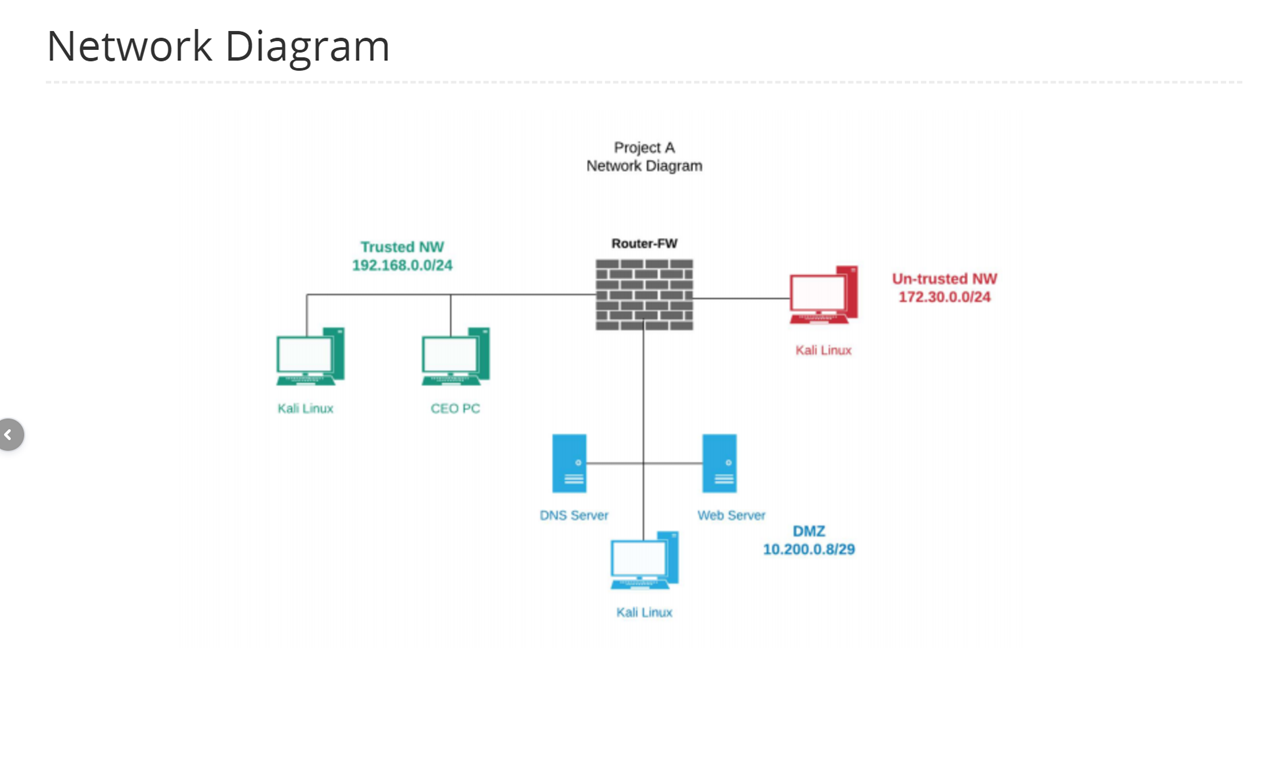 Network Diagram
Project A
Network Diagram
Router-FW
Trusted NW
192.168.0.0/24
Un-trusted NW
172.30.0.0/24
Kali Linux
Kali Linux
CEO PC
DNS Server
Web Server
DMZ
10.200.0.8/29
Kali Linux